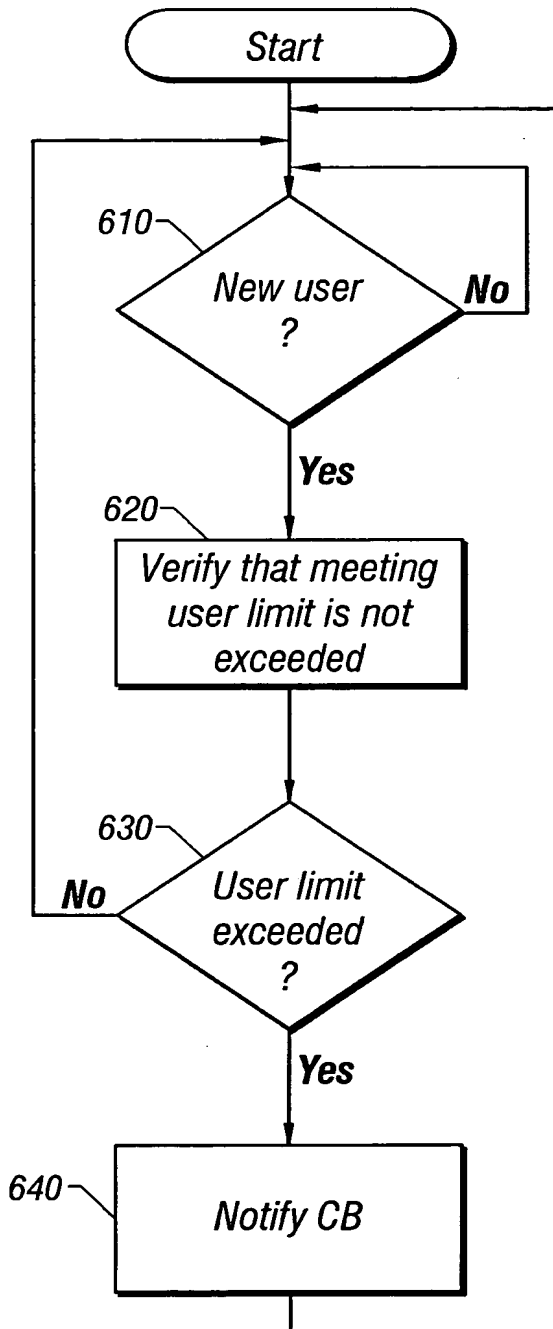 Start
610
New user
?
No
Yes
620
Verify that meeting
user limit is not
exceeded
630
No
User limit
exceeded
?
Yes
640
Notify CB